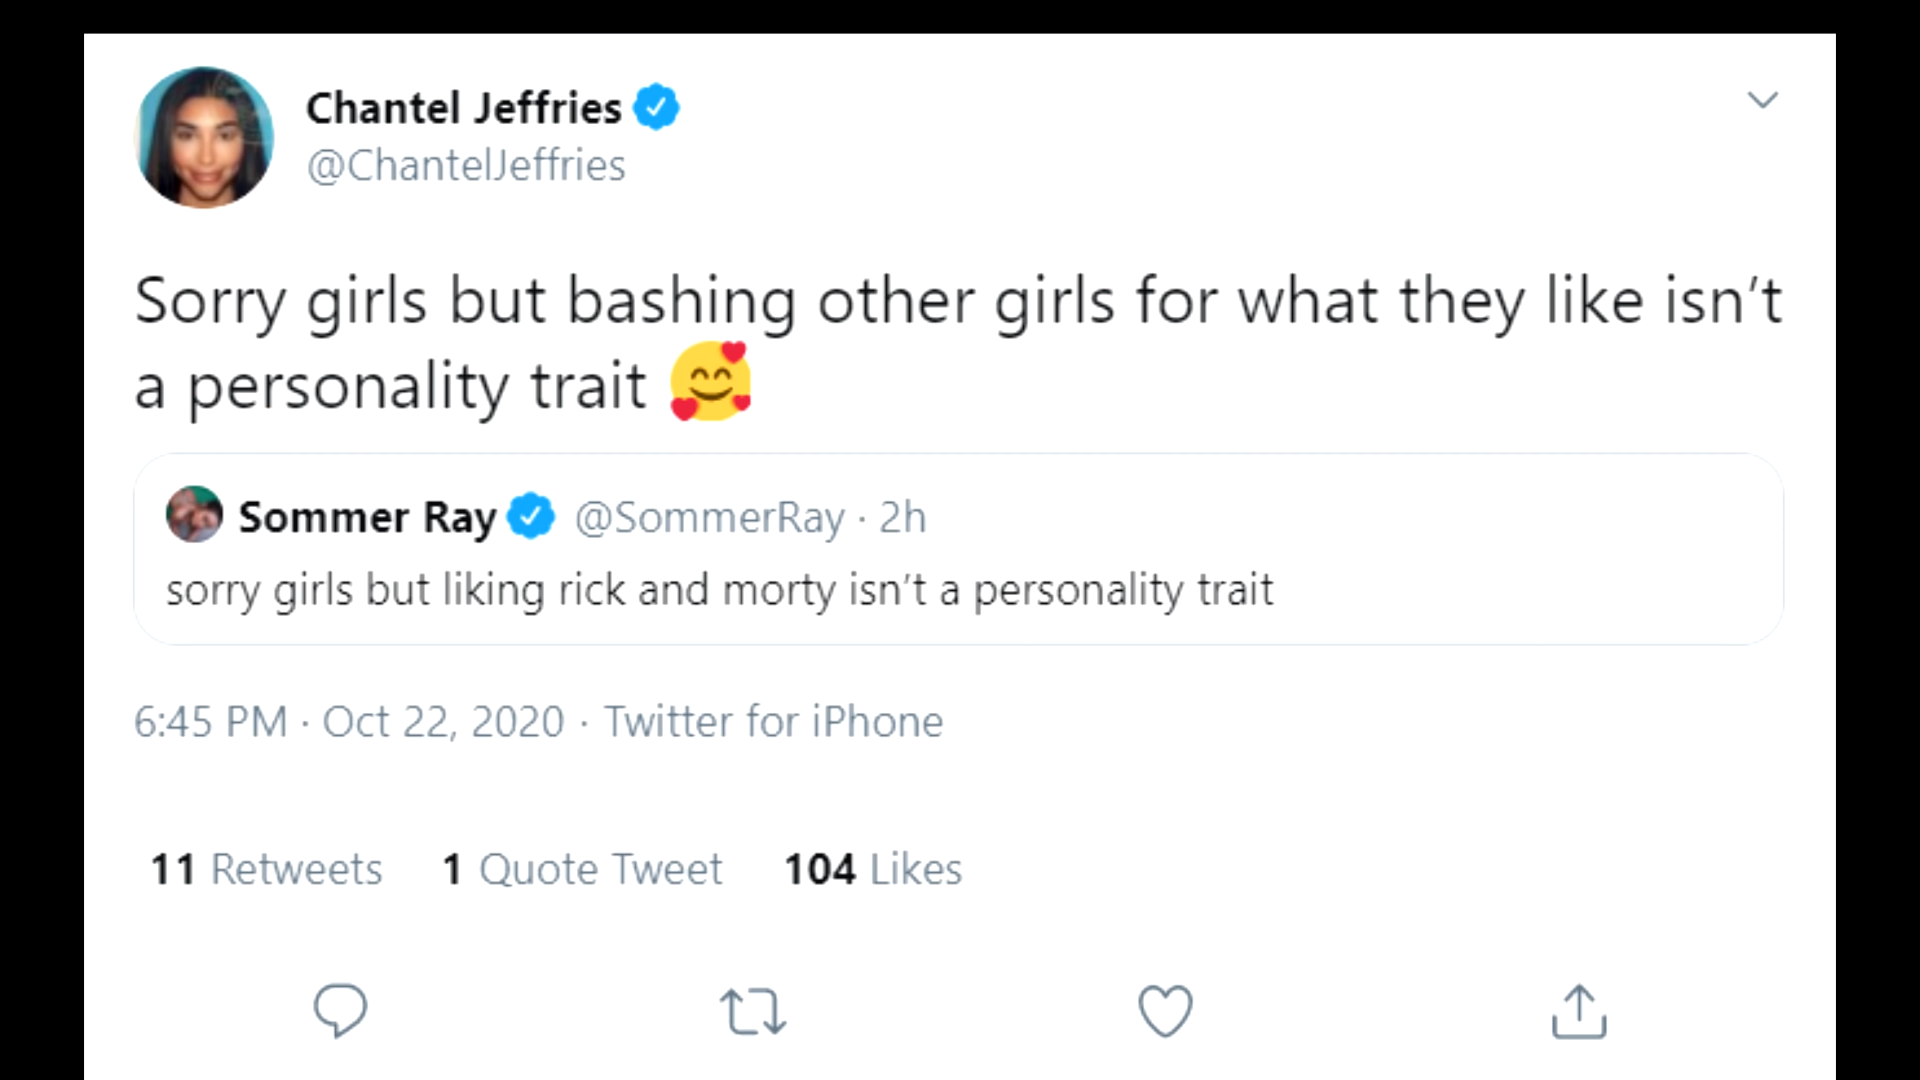 Chantel Jeffries
@ChantelJeffries
Sorry girls but bashing other girls for what they like isn’t
a personality trait 🥰
Sommer Ray @SommerRay · 2h
sorry girls but liking rick and morty isn’t a personality trait
6:45 PM · Oct 22, 2020 · Twitter for iPhone
11 Retweets 1 Quote Tweet 104 Likes